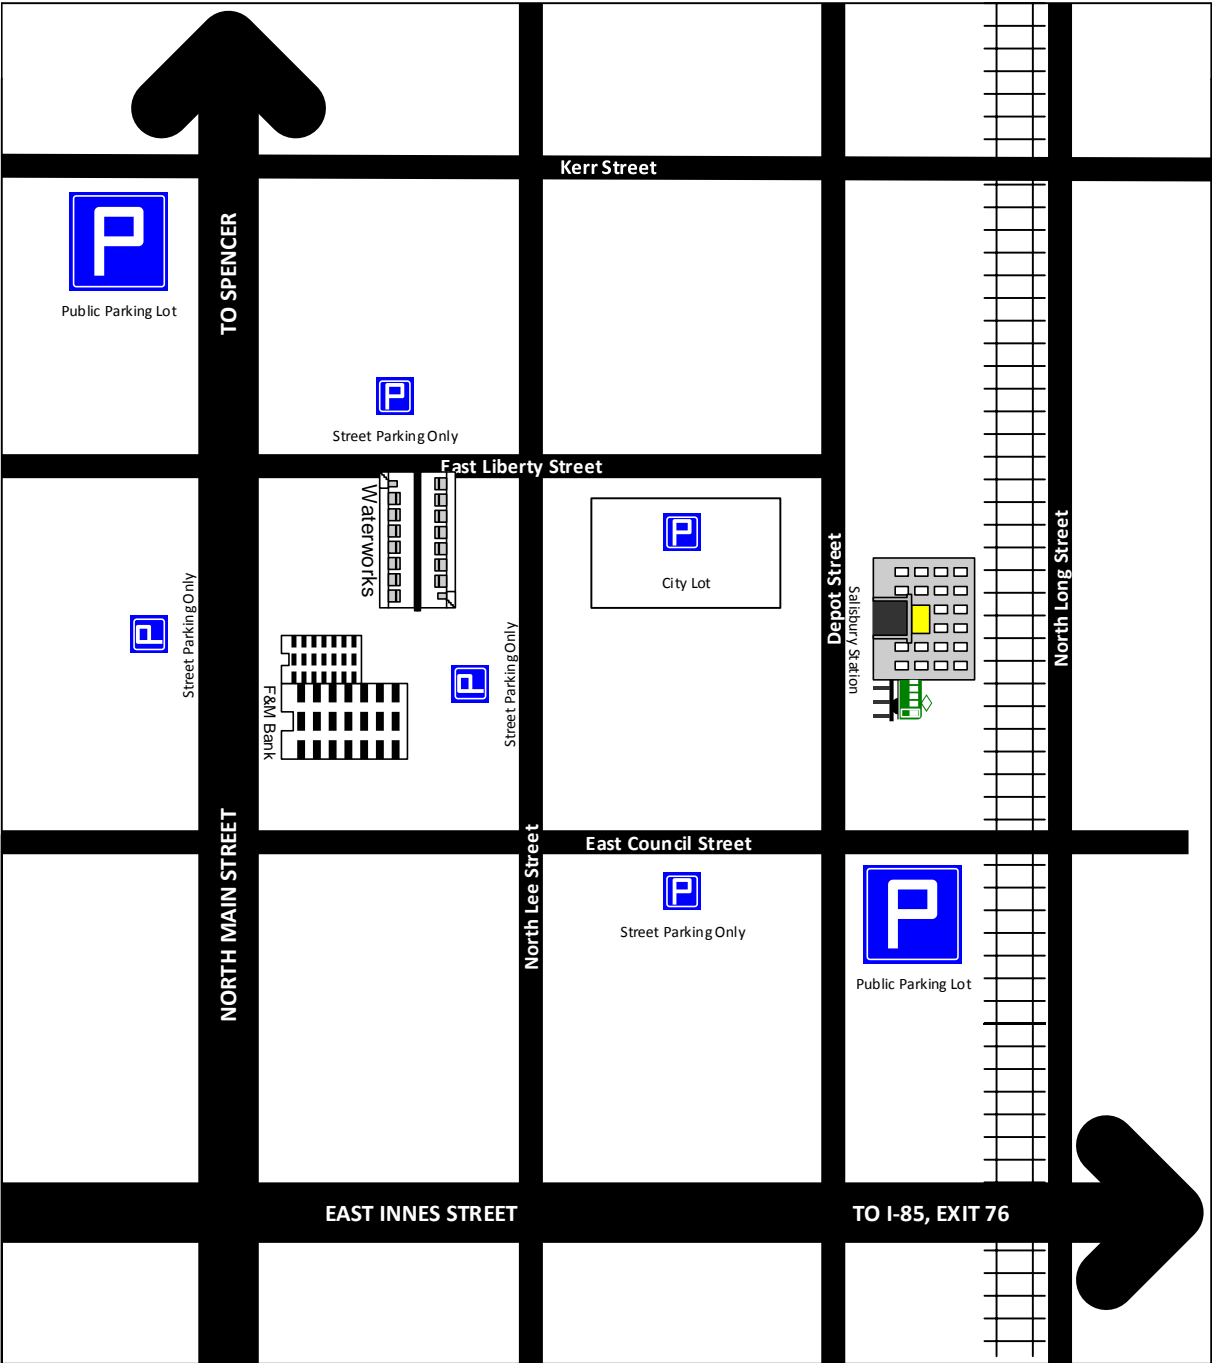 Kerr Street
P
Public Parking Lot
TO SPENCER
P
Street Parking Only
East Liberty Street
Waterworks
P
City Lot
Depot Street
Salisbury Station
North Long Street
P
Street Parking Only
F&M Bank
P
Street Parking Only
NORTH MAIN STREET
North Lee Street
East Council Street
P
Street Parking Only
P
Public Parking Lot
EAST INNES STREET
TO I-85, EXIT 76